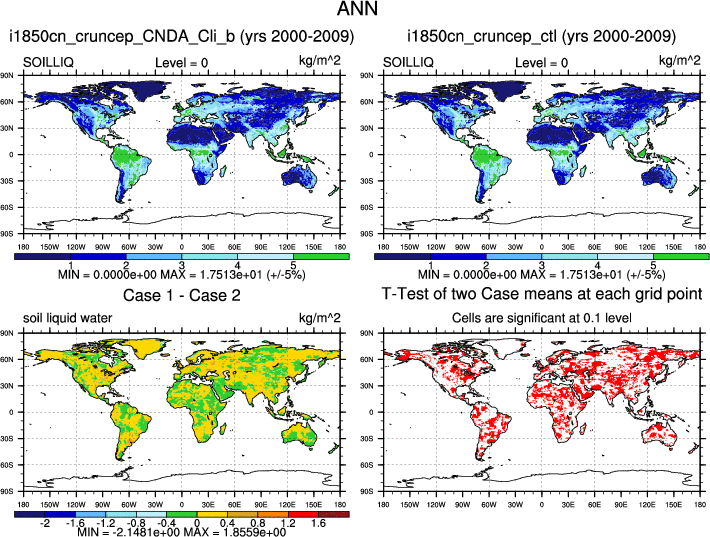 ANN
i1850cn_cruncep_CNDA_Cli_b (yrs 2000-2009)
SOILLIQ Level = 0 kg/m^2
90N
60N
30N
0
30S
60S
90S
180 150W 120W 90W 60W 30W 0 30E 60E 90E 120E 150E 180
1 2 3 4 5
MIN = 0.0000e+00 MAX = 1.7513e+01 (+/-5%)
i1850cn_cruncep_ctl (yrs 2000-2009)
SOILLIQ Level = 0 kg/m^2
90N
60N
30N
0
30S
60S
90S
180 150W 120W 90W 60W 30W 0 30E 60E 90E 120E 150E 180
1 2 3 4 5
MIN = 0.0000e+00 MAX = 1.7513e+01 (+/-5%)
Case 1 - Case 2
soil liquid water kg/m^2
90N
60N
30N
0
30S
60S
90S
180 150W 120W 90W 60W 30W 0 30E 60E 90E 120E 150E 180
-2 -1.6 -1.2 -0.8 -0.4 0 0.4 0.8 1.2 1.6
MIN = -2.1481e+00 MAX = 1.8559e+00
T-Test of two Case means at each grid point
Cells are significant at 0.1 level
90N
60N
30N
0
30S
60S
90S
180 150W 120W 90W 60W 30W 0 30E 60E 90E 120E 150E 180